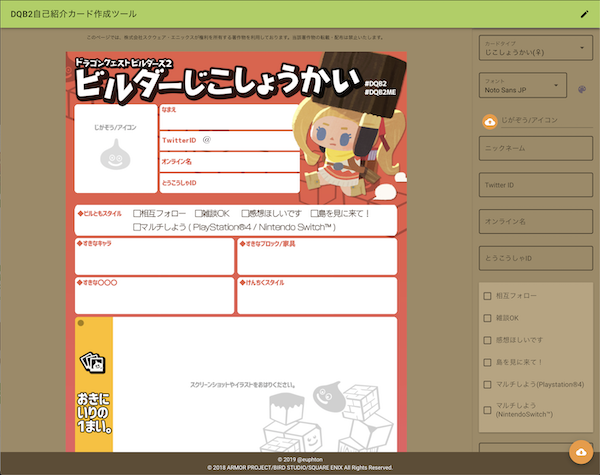 DQB2自己紹介カード作成ツール
このページでは、株式会社スクウェア・エニックスが権利を所有する著作物を利用しております。当該著作物の転載・配布は禁止いたします。
ドラゴンクエストビルダーズ2
ビルダーじこしょうかい
#DQB2
#DQB2ME
じがぞう/アイコン
なまえ
TwitterID @
オンライン名
とうこうしゃID
◆ビルともスタイル □相互フォロー □雑談OK □感想ほしいです □島を見に来て!
□マルチしよう ( PlayStation®4 / Nintendo Switch™ )
◆すきなキャラ
◆すきなブロック/家具
◆すきな〇〇〇
◆けんちくスタイル
おきに
いりの
1まい。
スクリーンショットやイラストをおはりください。
カードタイプ
じこしょうかい(♀)
フォント
Noto Sans JP
じがぞう/アイコン
ニックネーム
Twitter ID
オンライン名
とうこうしゃID
相互フォロー
雑談OK
感想ほしいです
島を見に来て!
マルチしよう(Playstation®4)
マルチしよう
(NintendoSwitch™)
© 2019 @euphton
© 2018 ARMOR PROJECT/BIRD STUDIO/SQUARE ENIX All Rights Reserved.